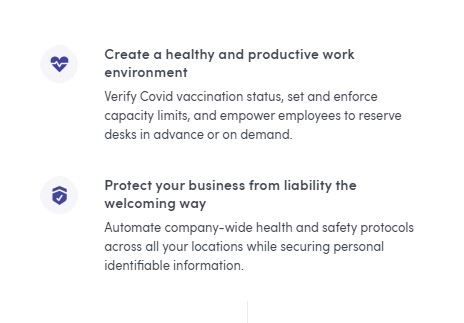 Create a healthy and productive work
environment
Verify Covid vaccination status, set and enforce
capacity limits, and empower employees to reserve
desks in advance or on demand.
Protect your business from liability the
welcoming way
Automate company-wide health and safety protocols
across all your locations while securing personal
identifiable information.